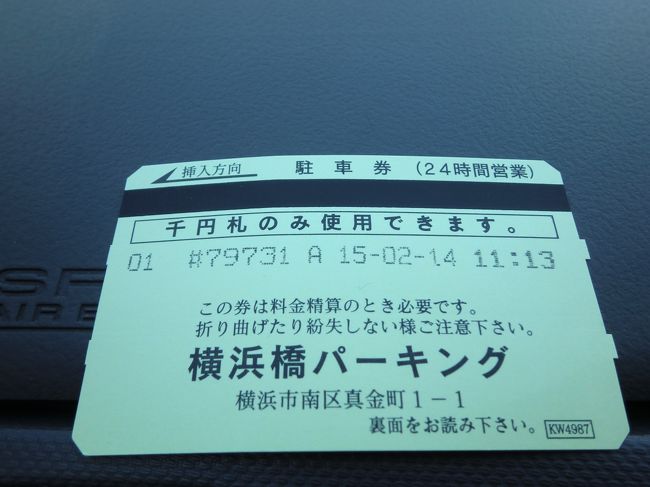 挿入方向 駐車券 (24時間営業)
千円札のみ使用できます。
01 #79731 A 15-02-14 11:13
この券は料金精算のとき必要です。
折り曲げたり紛失しない様ご注意下さい。
横浜橋パーキング
横浜市南区真金町1-1
裏面をお読み下さい。 KW4987
SR
AIR B